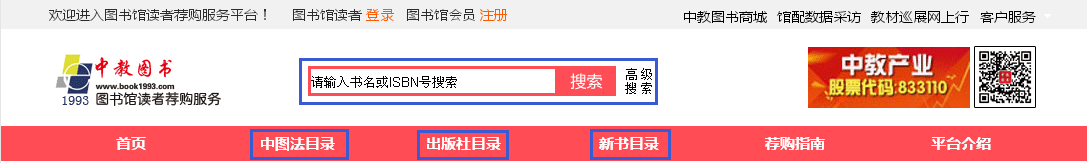 欢迎进入图书馆读者荐购服务平台！ 图书馆读者 登录 图书馆会员 注册 中教图书商城 馆配数据采访 教材巡展网上行 客户服务
中教图书
www.book1993.com
1993 图书馆读者荐购服务
请输入书名或ISBN号搜索 搜索 高级
搜索
中教产业
股票代码:833110
首页 中图法目录 出版社目录 新书目录 荐购指南 平台介绍